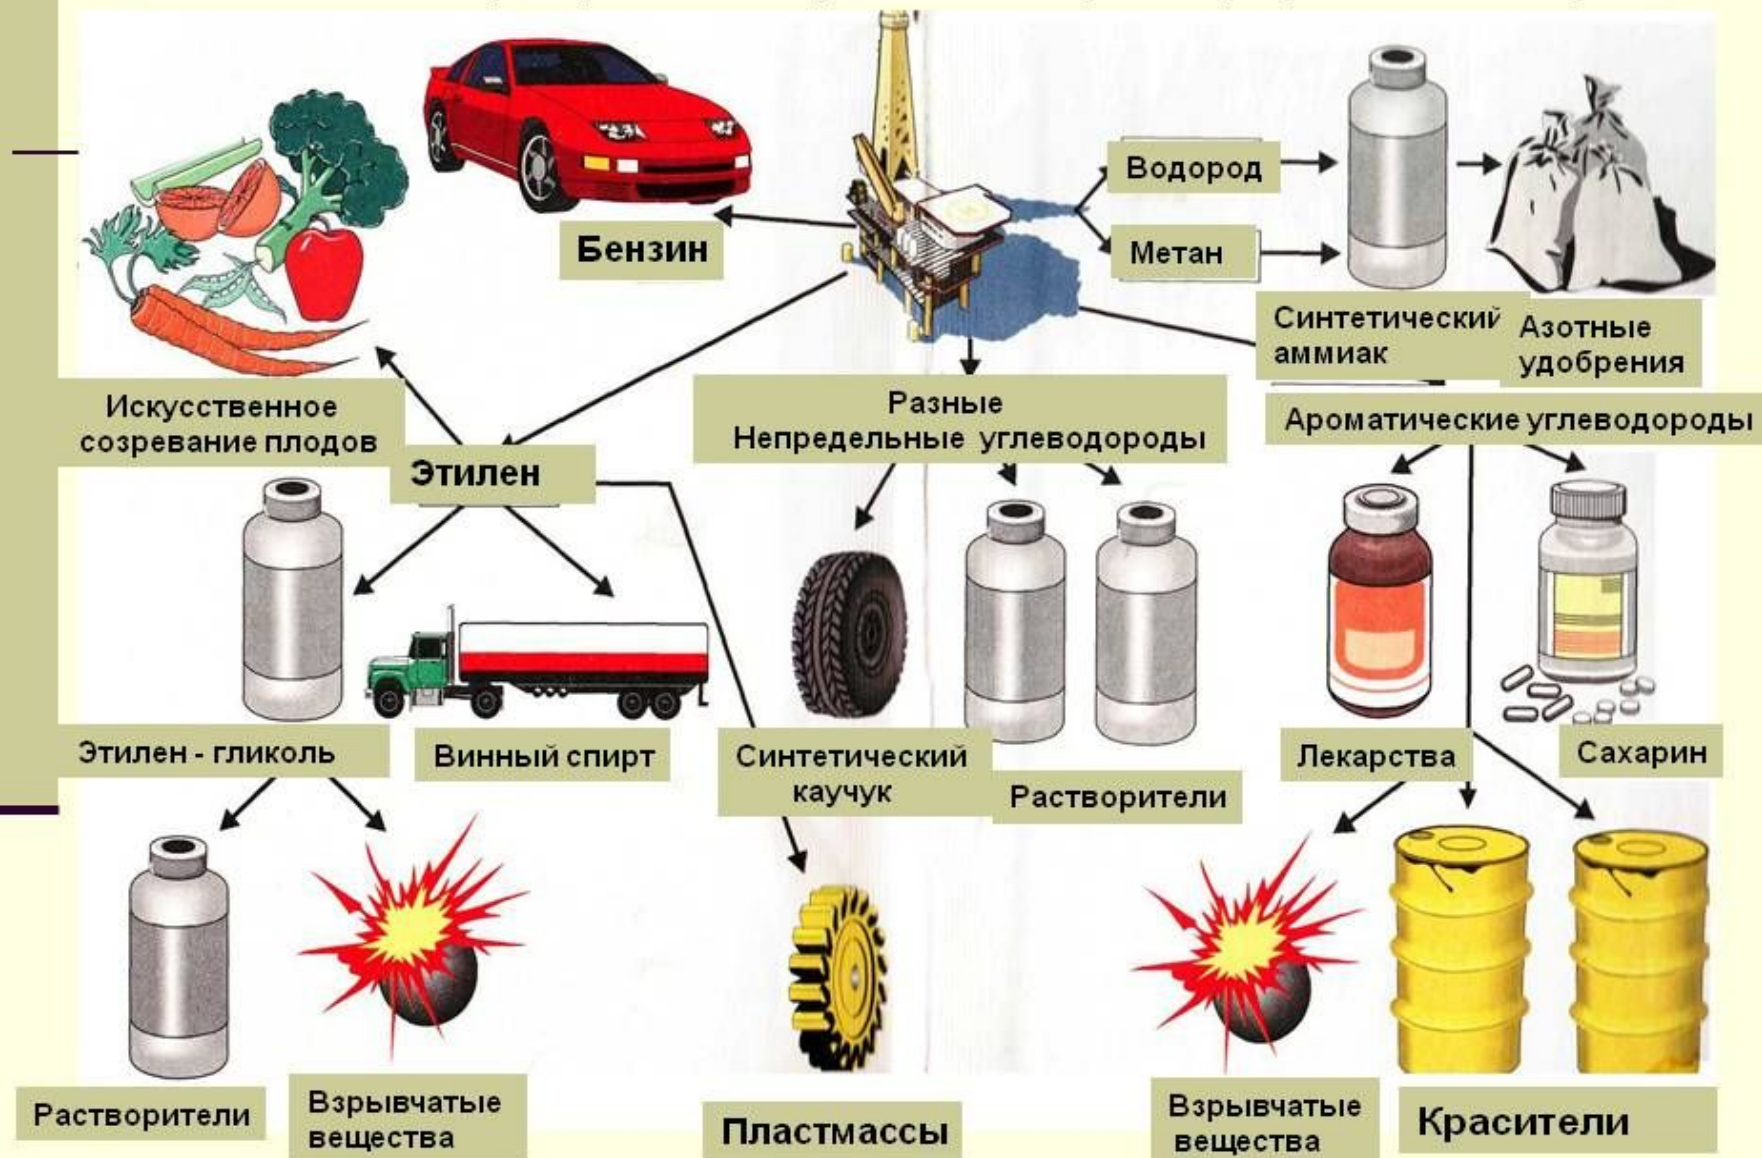 Бензин
Водород
Метан
Синтетический
аммиак
Азотные
удобрения
Искусственное
созревание плодов
Этилен
Разные
Непредельные углеводороды
Ароматические углеводороды
Этилен - гликоль
Винный спирт
Синтетический
каучук
Растворители
Лекарства
Сахарин
Растворители
Взрывчатые
вещества
Пластмассы
Взрывчатые
вещества
Красители